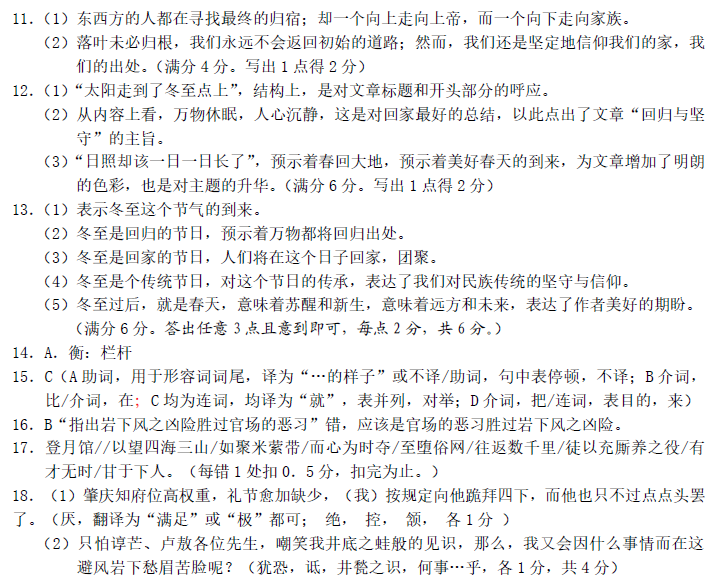 11.(1) 东西方的人都在寻找最终的归宿；却一个向上走向上帝，而一个向下走向家族。
(2) 落叶未必归根，我们永远不会返回初始的道路；然而，我们还是坚定地信仰我们的家，我
们的出处。(满分4分。写出1点得2分)
12.(1)“太阳走到了冬至点上”，结构上，是对文章标题和开头部分的呼应。
(2) 从内容上看，万物休眠，人心沉静，这是对回家最好的总结，以此点出了文章“回归与坚
守”的主旨。
(3)“日照却该一日一日长了”，预示着春回大地，预示着美好春天的到来，为文章增加了明朗
的色彩，也是对主题的升华。(满分6分。写出1点得2分)
13.(1) 表示冬至这个节气的到来。
(2) 冬至是回归的节日，预示着万物都将回归出处。
(3) 冬至是回家的节日，人们将在这个日子回家，团聚。
(4) 冬至是个传统节日，对这个节日的传承，表达了我们对民族传统的坚守与信仰。
(5) 冬至过后，就是春天，意味着苏醒和新生，意味着远方和未来，表达了作者美好的期盼。
(满分6分。答出任意3点且意到即可，每点2分，共6分。)
14. A. 衡：栏杆
15. C(A助词，用于形容词词尾，译为“…的样子”或不译/助词，句中表停顿，不译；B介词，
比/介词，在；C均为连词，均译为“就”，表并列，对举；D介词，把/连词，表目的，来)
16. B“指出岩下风之凶险胜过官场的恶习”错，应该是官场的恶习胜过岩下风之凶险。
17. 登月馆//以望四海三山/如聚米萦带/而心为时夺/至堕俗网/往返数千里/徒以充厮养之役/有
才无时/甘于下人。(每错1处扣0．5分，扣完为止。)
18.(1) 肇庆知府位高权重，礼节愈加缺少，(我)按规定向他跪拜四下，而他也只不过点点头罢
了。(厌，翻译为“满足”或“极”都可； 绝， 控， 颔， 各1分 )
(2) 只怕谆芒、卢敖各位先生，嘲笑我井底之蛙般的见识，那么，我又会因什么事情而在这
避风岩下愁眉苦脸呢？(犹恐，诋，井甃之识，何事…乎，各1分，共4分)